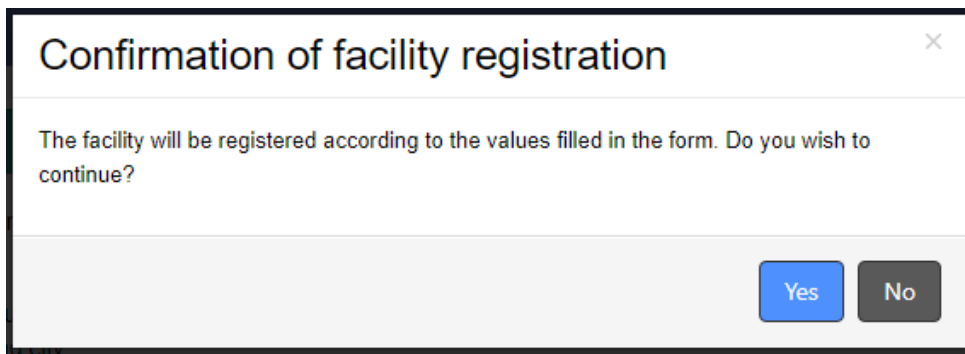 Confirmation of facility registration
×
The facility will be registered according to the values filled in the form. Do you wish to
continue?
Yes
No